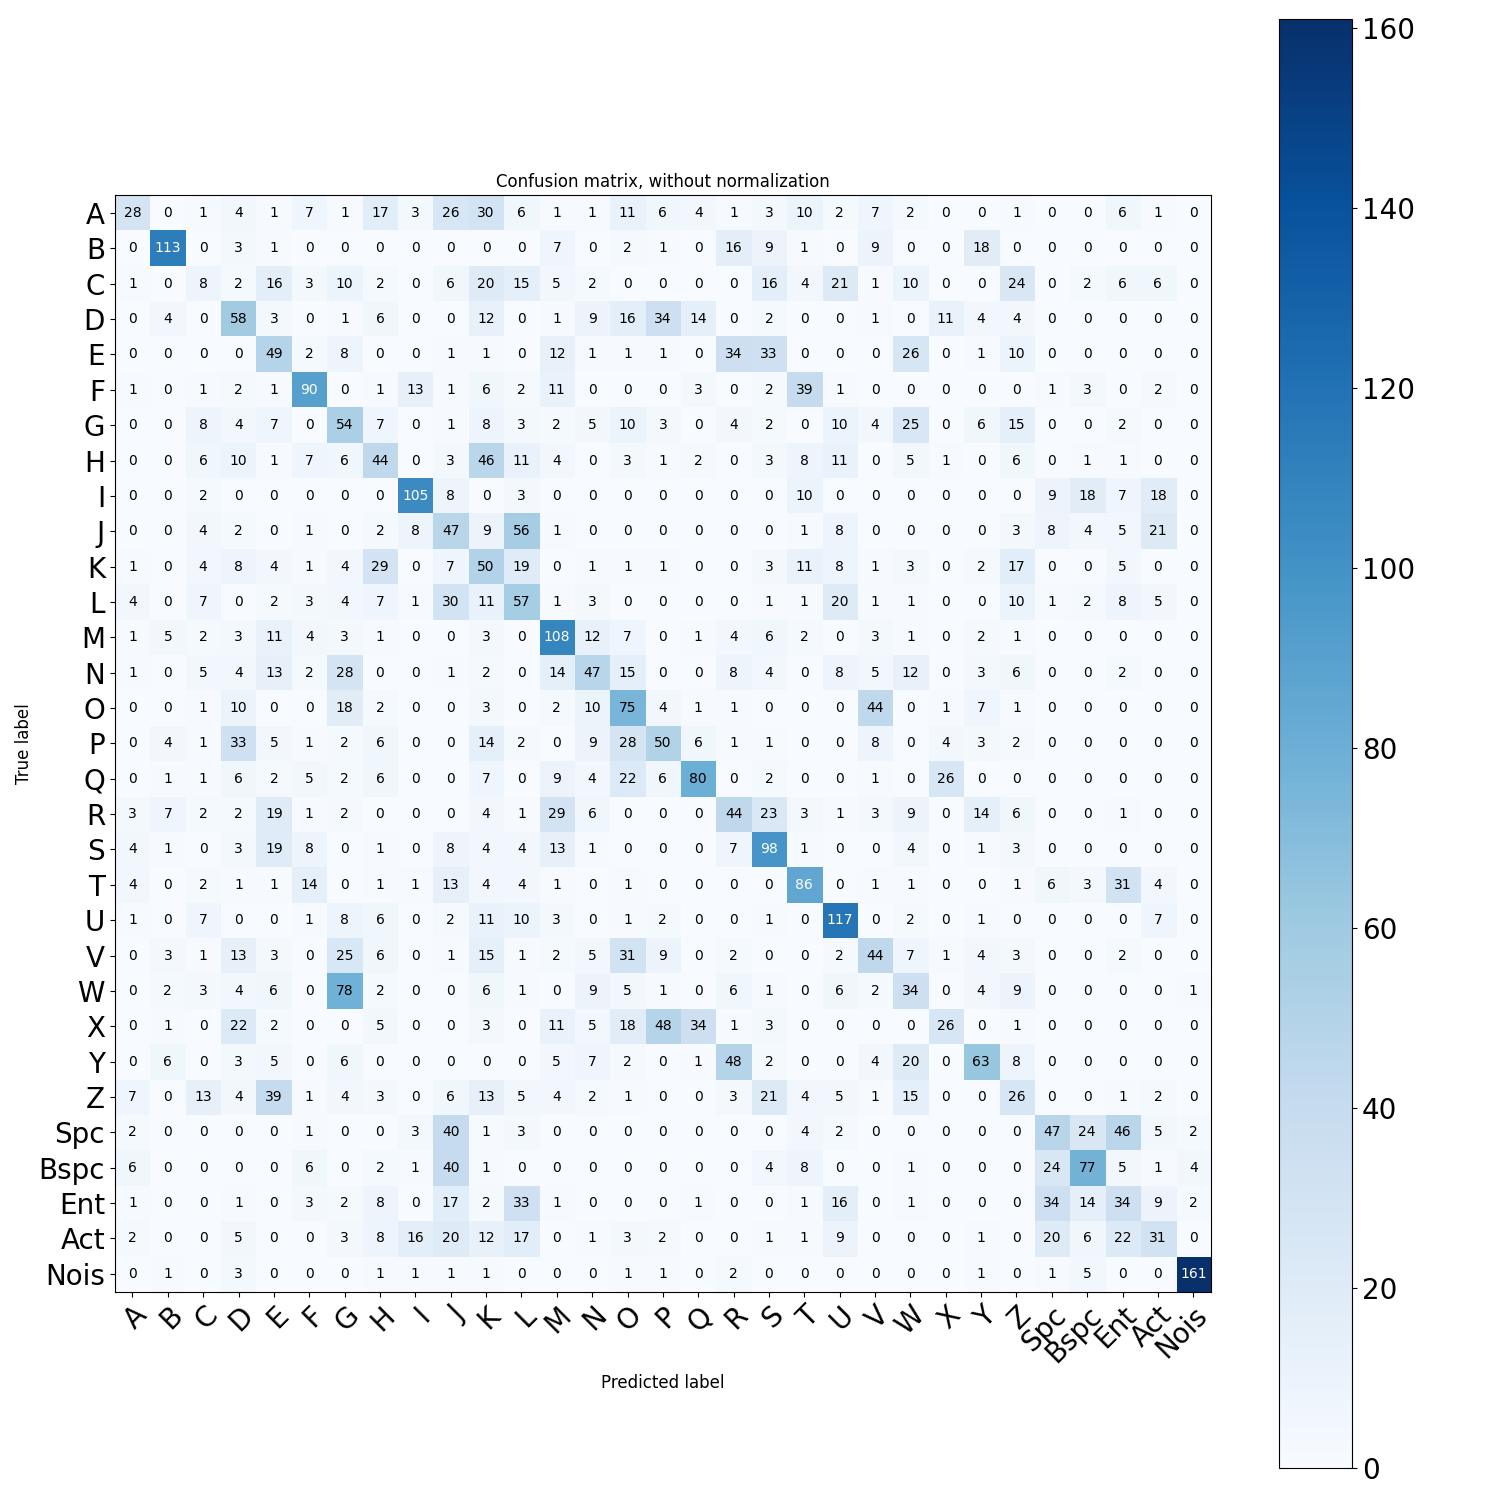 Confusion matrix, without normalization
A 28 0 1 4 1 7 1 17 3 26 30 6 1 1 11 6 4 1 3 10 2 7 2 0 0 1 0 0 6 1 0
B 0 113 0 3 1 0 0 0 0 0 0 0 7 0 2 1 0 16 9 1 0 9 0 0 18 0 0 0 0 0 0
C 1 0 8 2 16 3 10 2 0 6 20 15 5 2 0 0 0 0 16 4 21 1 10 0 0 24 0 2 6 6 0
D 0 4 0 58 3 0 1 6 0 0 12 0 1 9 16 34 14 0 2 0 0 1 0 11 4 4 0 0 0 0 0
E 0 0 0 0 49 2 8 0 0 1 1 0 12 1 1 1 0 34 33 0 0 0 26 0 1 10 0 0 0 0 0
F 1 0 1 2 1 90 0 1 13 1 6 2 11 0 0 0 3 0 2 39 1 0 0 0 0 0 1 3 0 2 0
G 0 0 8 4 7 0 54 7 0 1 8 3 2 5 10 3 0 4 2 0 10 4 25 0 6 15 0 0 2 0 0
H 0 0 6 10 1 7 6 44 0 3 46 11 4 0 3 1 2 0 3 8 11 0 5 1 0 6 0 1 1 0 0
I 0 0 2 0 0 0 0 0 105 8 0 3 0 0 0 0 0 0 0 10 0 0 0 0 0 0 9 18 7 18 0
J 0 0 4 2 0 1 0 2 8 47 9 56 1 0 0 0 0 0 0 1 8 0 0 0 0 3 8 4 5 21 0
K 1 0 4 8 4 1 4 29 0 7 50 19 0 1 1 1 0 0 3 11 8 1 3 0 2 17 0 0 5 0 0
L 4 0 7 0 2 3 4 7 1 30 11 57 1 3 0 0 0 0 1 1 20 1 1 0 0 10 1 2 8 5 0
M 1 5 2 3 11 4 3 1 0 0 3 0 108 12 7 0 1 4 6 2 0 3 1 0 2 1 0 0 0 0 0
N 1 0 5 4 13 2 28 0 0 1 2 0 14 47 15 0 0 8 4 0 8 5 12 0 3 6 0 0 2 0 0
O 0 0 1 10 0 0 18 2 0 0 3 0 2 10 75 4 1 1 0 0 0 44 0 1 7 1 0 0 0 0 0
P 0 4 1 33 5 1 2 6 0 0 14 2 0 9 28 50 6 1 1 0 0 8 0 4 3 2 0 0 0 0 0
Q 0 1 1 6 2 5 2 6 0 0 7 0 9 4 22 6 80 0 2 0 0 1 0 26 0 0 0 0 0 0 0
R 3 7 2 2 19 1 2 0 0 0 4 1 29 6 0 0 0 44 23 3 1 3 9 0 14 6 0 0 1 0 0
S 4 1 0 3 19 8 0 1 0 8 4 4 13 1 0 0 0 7 98 1 0 0 4 0 1 3 0 0 0 0 0
T 4 0 2 1 1 14 0 1 1 13 4 4 1 0 1 0 0 0 0 86 0 1 1 0 0 1 6 3 31 4 0
U 1 0 7 0 0 1 8 6 0 2 11 10 3 0 1 2 0 0 1 0 117 0 2 0 1 0 0 0 0 7 0
V 0 3 1 13 3 0 25 6 0 1 15 1 2 5 31 9 0 2 0 0 2 44 7 1 4 3 0 0 2 0 0
W 0 2 3 4 6 0 78 2 0 0 6 1 0 9 5 1 0 6 1 0 6 2 34 0 4 9 0 0 0 0 1
X 0 1 0 22 2 0 0 5 0 0 3 0 11 5 18 48 34 1 3 0 0 0 0 26 0 1 0 0 0 0 0
Y 0 6 0 3 5 0 6 0 0 0 0 0 5 7 2 0 1 48 2 0 0 4 20 0 63 8 0 0 0 0 0
Z 7 0 13 4 39 1 4 3 0 6 13 5 4 2 1 0 0 3 21 4 5 1 15 0 0 26 0 0 1 2 0
Spc 2 0 0 0 0 1 0 0 3 40 1 3 0 0 0 0 0 0 0 4 2 0 0 0 0 0 47 24 46 5 2
Bspc 6 0 0 0 0 6 0 2 1 40 1 0 0 0 0 0 0 0 4 8 0 0 1 0 0 0 24 77 5 1 4
Ent 1 0 0 1 0 3 2 8 0 17 2 33 1 0 0 0 1 0 0 1 16 0 1 0 0 0 34 14 34 9 2
Act 2 0 0 5 0 0 3 8 16 20 12 17 0 1 3 2 0 0 1 1 9 0 0 0 1 0 20 6 22 31 0
Nois 0 1 0 3 0 0 0 1 1 1 1 0 0 0 1 1 0 2 0 0 0 0 0 0 1 0 1 5 0 0 161
A B C D E F G H I J K L M N O P Q R S T U V W X Y Z Spc Bspc Ent Act Nois
Predicted label
True label
160
140
120
100
80
60
40
20
0